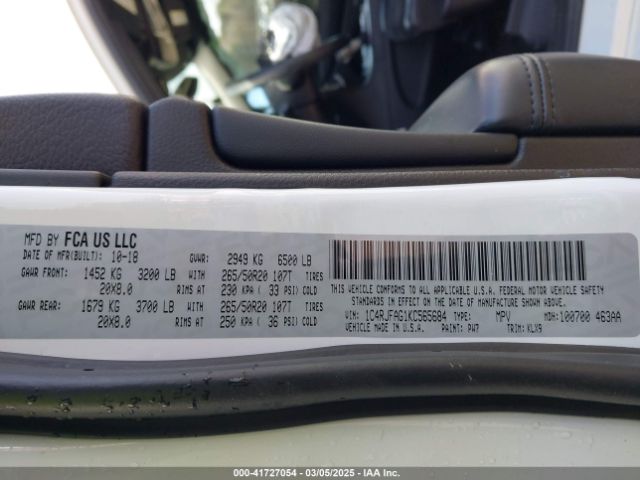 MFD BY FCA US LLC
DATE OF MFR(BUILT): 10-18 GVWR: 2949 KG 6500 LB
GAWR FRONT: 1452 KG 3200 LB WITH 265/50R20 107T TIRES
20X8.0 RIMS AT 230 KPA ( 33 PSI) COLD
GAWR REAR: 1679 KG 3700 LB WITH 265/50R20 107T TIRES
20X8.0 RIMS AT 250 KPA ( 36 PSI) COLD
THIS VEHICLE CONFORMS TO ALL APPLICABLE U.S.A. FEDERAL MOTOR VEHICLE SAFETY
STANDARDS IN EFFECT ON THE DATE OF MANUFACTURE SHOWN ABOVE.
VIN: 1C4RJFAG1KC565684 TYPE: MPV MDH: 100700 463AA
VEHICLE MADE IN U.S.A. PAINT: PW7 TRIM: KLX9
000-41727054 | 03/05/2025 - IAA Inc.